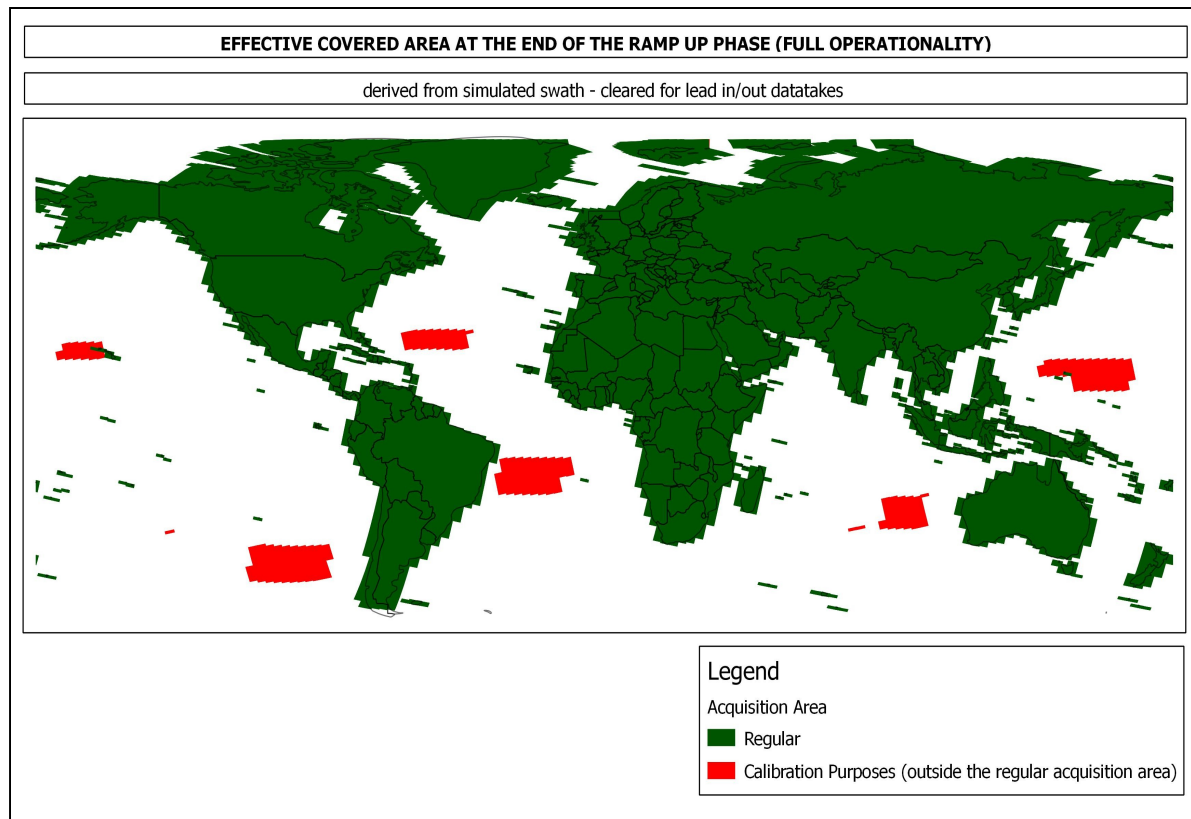 EFFECTIVE COVERED AREA AT THE END OF THE RAMP UP PHASE (FULL OPERATIONALITY)
derived from simulated swath - cleared for lead in/out datatakes
Legend
Acquisition Area
Regular
Calibration Purposes (outside the regular acquisition area)